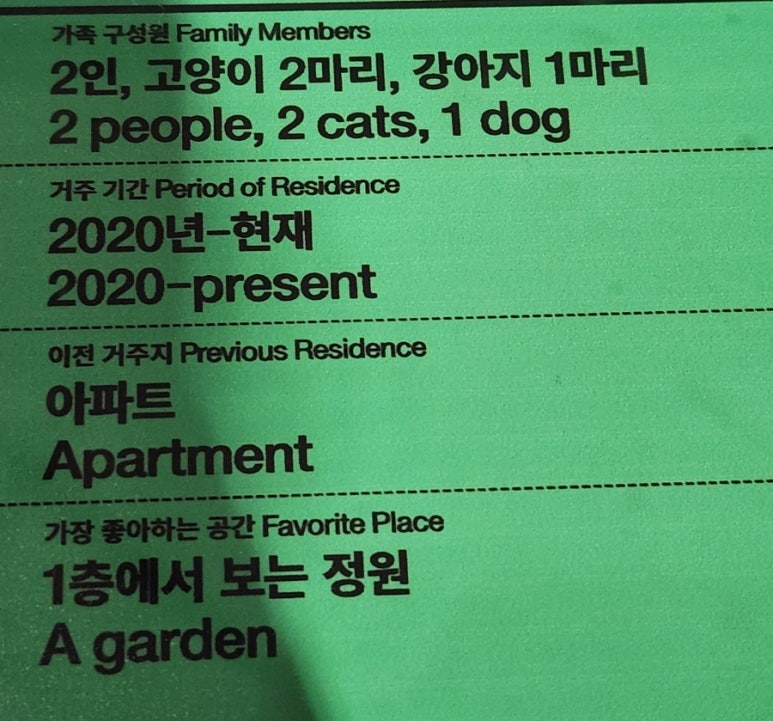 가족 구성원 Family Members
2인, 고양이 2마리, 강아지 1마리
2 people, 2 cats, 1 dog
거주 기간 Period of Residence
2020년-현재
2020-present
이전 거주지 Previous Residence
아파트
Apartment
가장 좋아하는 공간 Favorite Place
1층에서 보는 정원
A garden